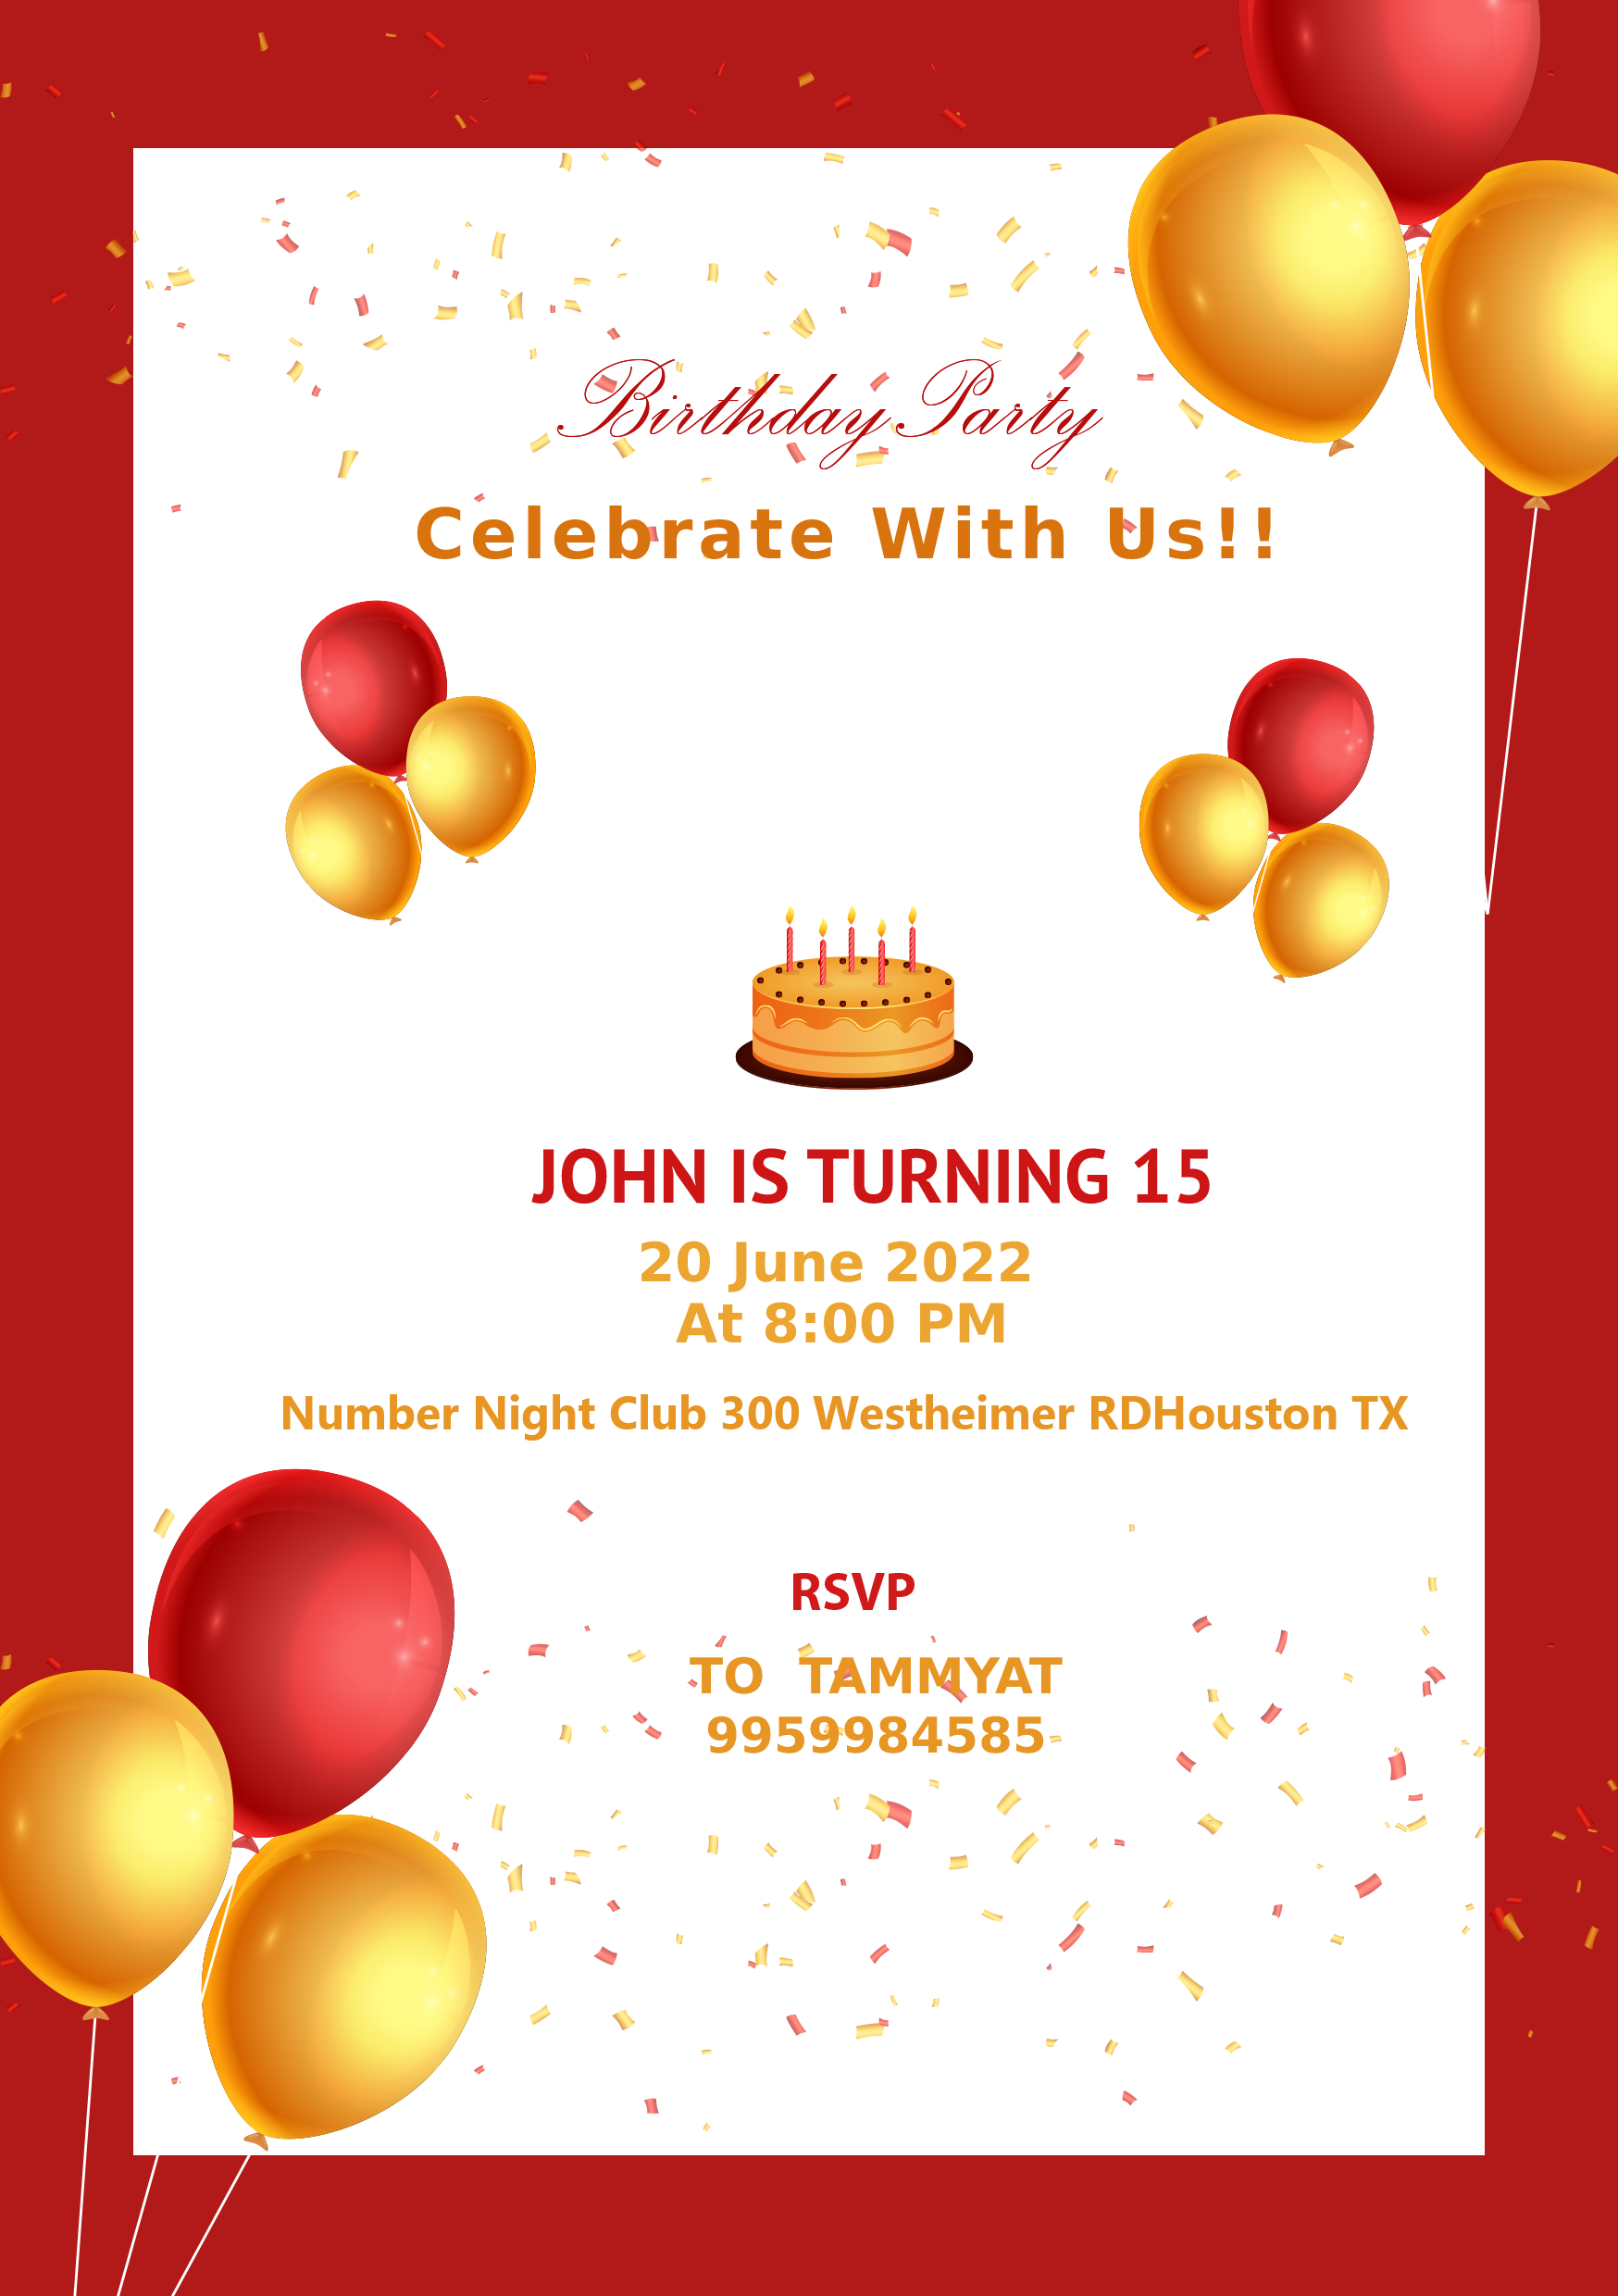 Birthday Party
Celebrate With Us!!
JOHN IS TURNING 15
20 June 2022
At 8:00 PM
Number Night Club 300 Westheimer RDHouston TX
RSVP
TO TAMMYAT
9959984585